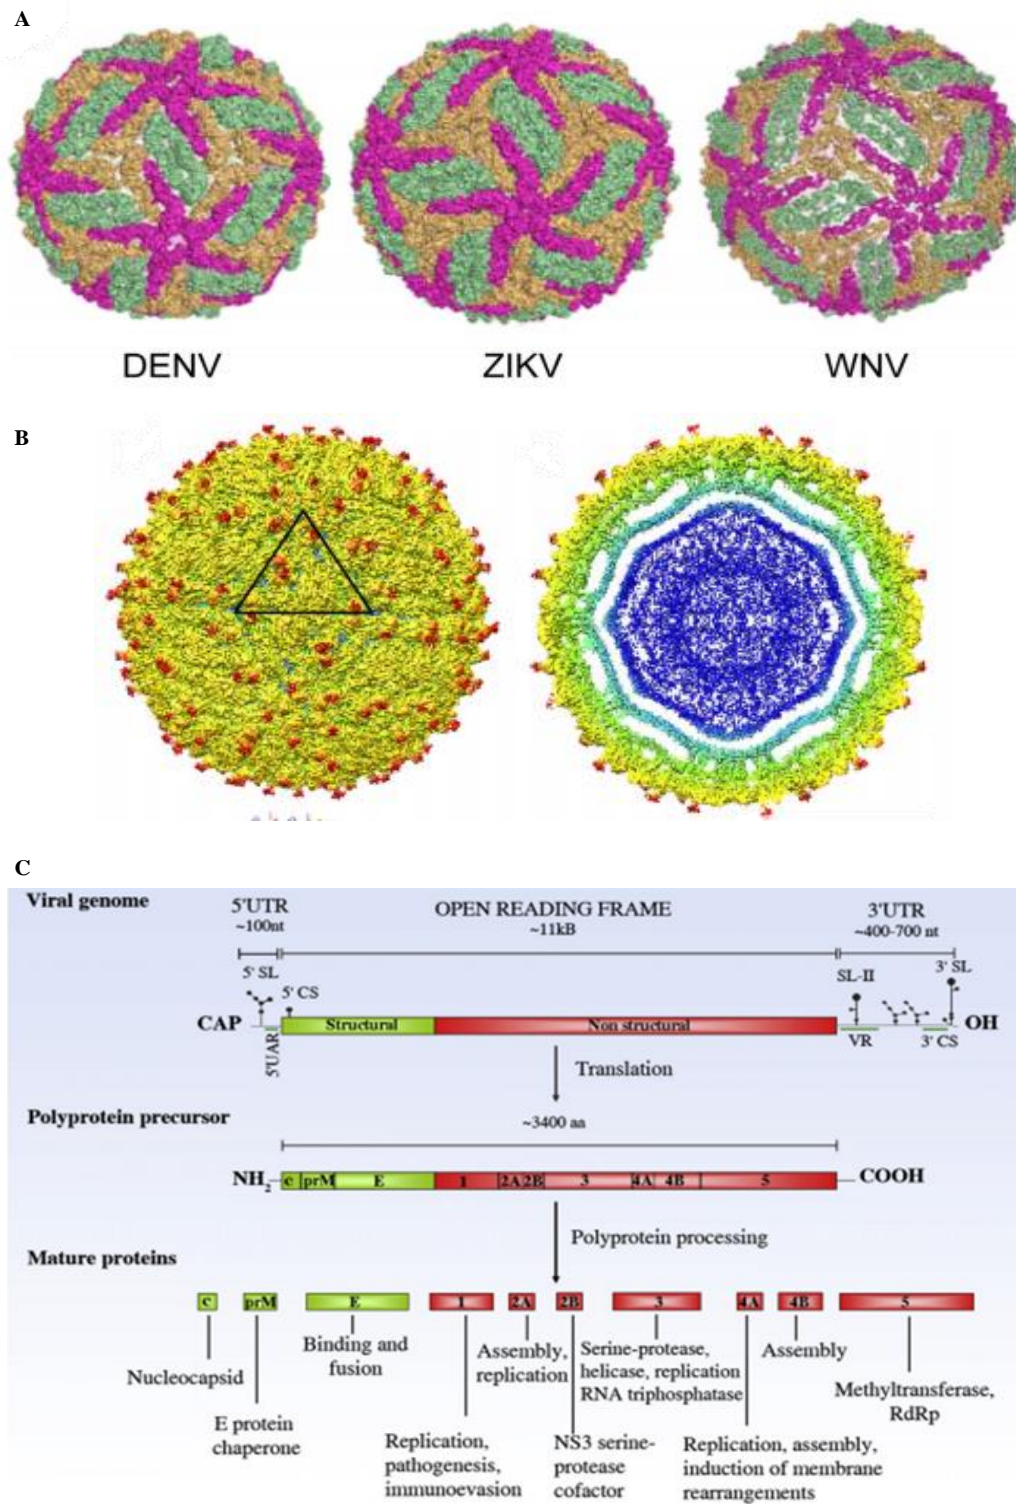 A
DENV
ZIKV
WNV
B
C
Viral genome
5'UTR
~100nt
OPEN READING FRAME
~11kB
3'UTR
~400-700 nt
5' SL
5' CS
SL-II
3' SL
CAP
Structural
Non structural
OH
5'UAR
VR
3' CS
Translation
Polyprotein precursor
~3400 aa
NH2
c
prM
E
1
2A
2B
3
4A
4B
5
COOH
Polyprotein processing
Mature proteins
c
prM
E
1
2A
2B
3
4A
4B
5
Nucleocapsid
E protein
chaperone
Binding and
fusion
Replication,
pathogenesis,
immunoevasion
Assembly,
replication
NS3 serine-
protease
cofactor
Serine-protease,
helicase, replication
RNA triphosphatase
Replication, assembly,
induction of membrane
rearrangements
Assembly
Methyltransferase,
RdRp